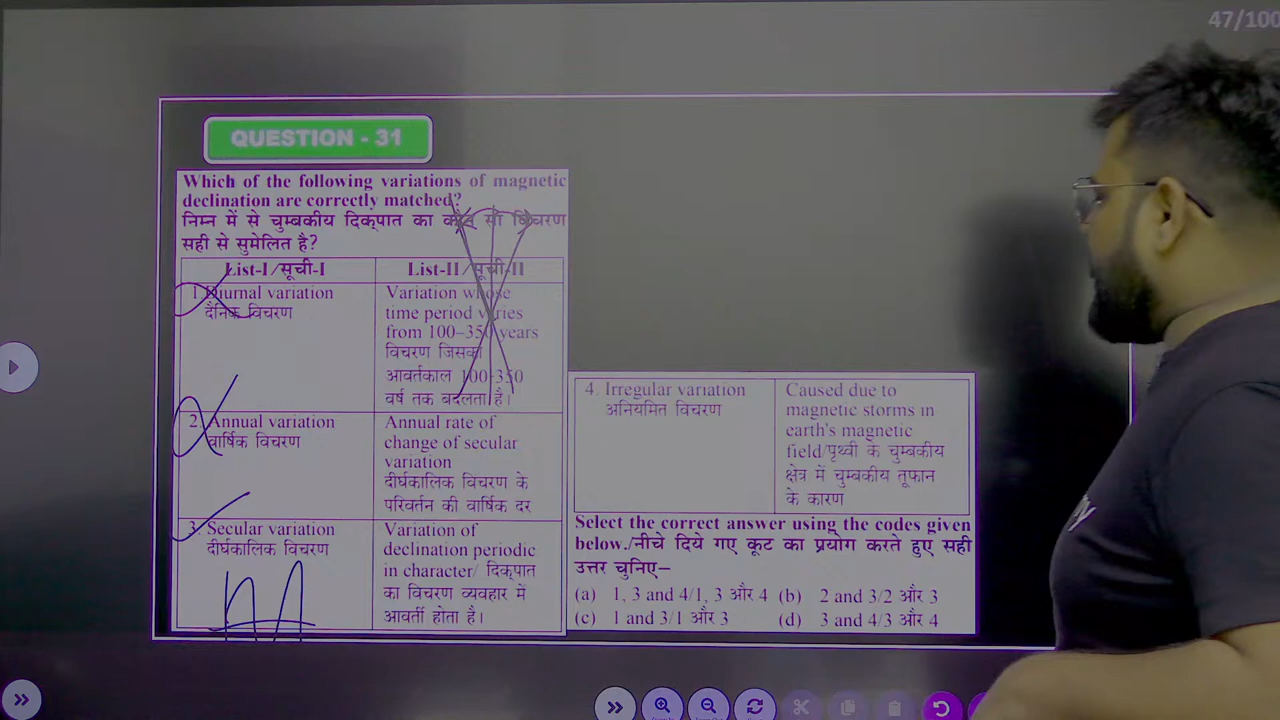 47/100
QUESTION - 31
Which of the following variations of magnetic
declination are correctly matched?
निम्न में से चुम्बकीय दिक्पात का कौन सा विचरण
सही से सुमेलित है?
List-I/सूची-I
List-II/सूची-II
1. Diurnal variation
दैनिक विचरण
Variation whose
time period varies
from 100–350 years
विचरण जिसका
आवर्तकाल 100-350
वर्ष तक बदलता है।
2. Annual variation
वार्षिक विचरण
Annual rate of
change of secular
variation
दीर्घकालिक विचरण के
परिवर्तन की वार्षिक दर
3. Secular variation
दीर्घकालिक विचरण
Variation of
declination periodic
in character/ दिक्पात
का विचरण व्यवहार में
आवर्ती होता है।
4. Irregular variation
अनियमित विचरण
Caused due to
magnetic storms in
earth's magnetic
field/पृथ्वी के चुम्बकीय
क्षेत्र में चुम्बकीय तूफान
के कारण
Select the correct answer using the codes given
below./नीचे दिये गए कूट का प्रयोग करते हुए सही
उत्तर चुनिए–
(a) 1, 3 and 4/1, 3 और 4 (b) 2 and 3/2 और 3
(c) 1 and 3/1 और 3 (d) 3 and 4/3 और 4